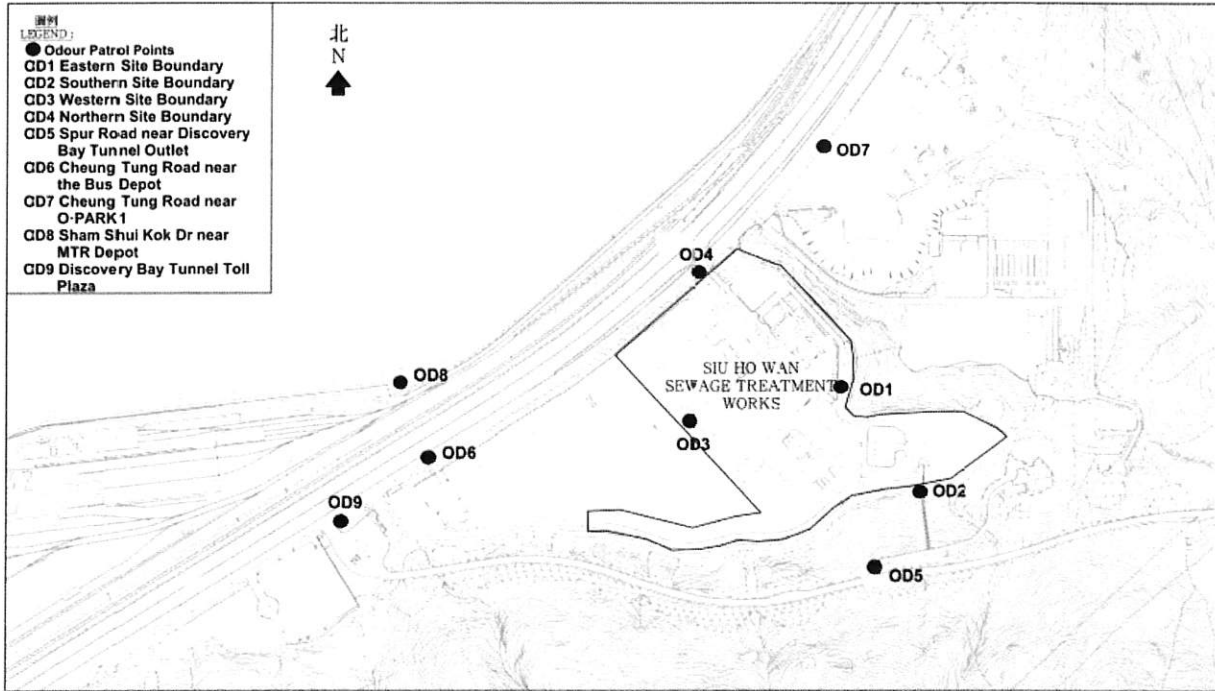 圖例
LEGEND :
Odour Patrol Points
OD1 Eastern Site Boundary
OD2 Southern Site Boundary
OD3 Western Site Boundary
OD4 Northern Site Boundary
OD5 Spur Road near Discovery
Bay Tunnel Outlet
OD6 Cheung Tung Road near
the Bus Depot
OD7 Cheung Tung Road near
O·PARK1
OD8 Sham Shui Kok Dr near
MTR Depot
OD9 Discovery Bay Tunnel Toll
Plaza
北
N
OD7
OD4
OD8
SIU HO WAN
SEWAGE TREATMENT
WORKS
OD1
OD3
OD6
OD2
OD9
OD5